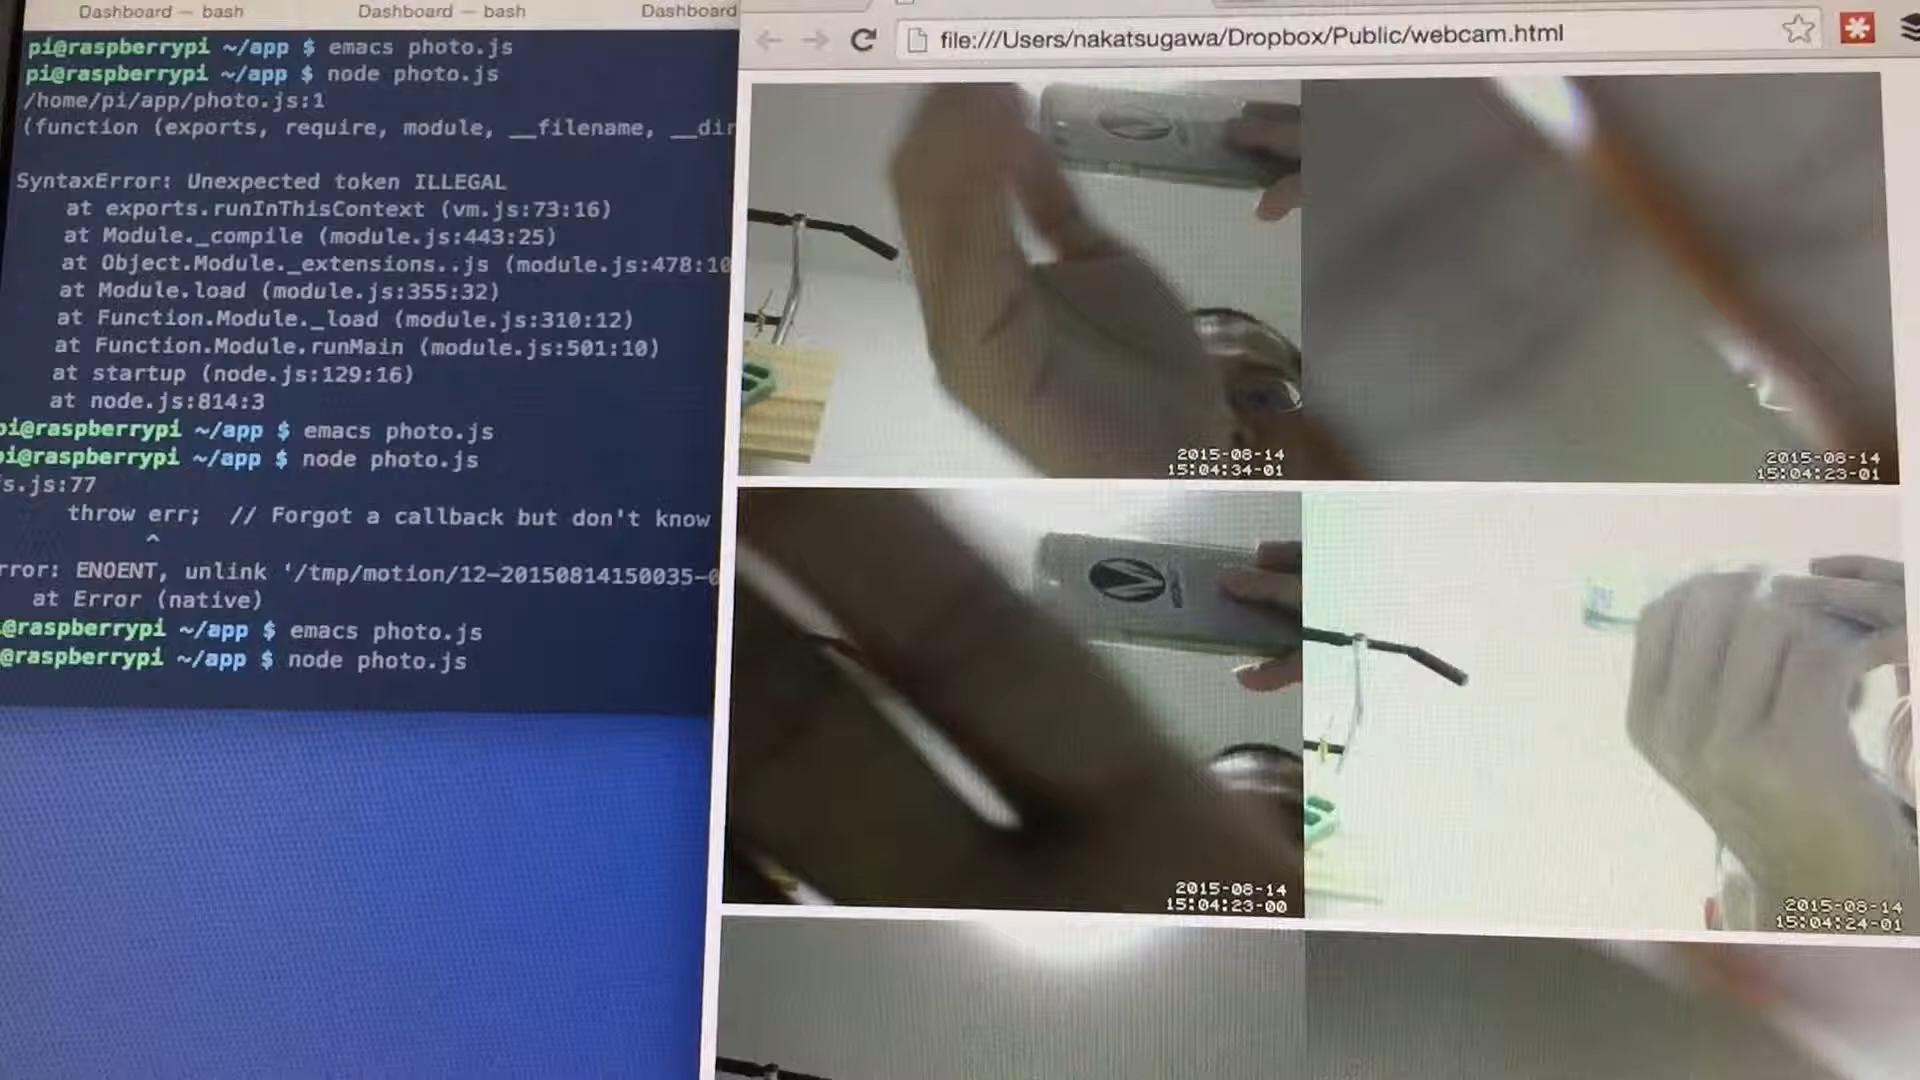 Dashboard — bash
Dashboard — bash
Dashboard
pi@raspberrypi ~/app $ emacs photo.js
pi@raspberrypi ~/app $ node photo.js
/home/pi/app/photo.js:1
(function (exports, require, module, __filename, __dir
SyntaxError: Unexpected token ILLEGAL
at exports.runInThisContext (vm.js:73:16)
at Module._compile (module.js:443:25)
at Object.Module._extensions..js (module.js:478:10
at Module.load (module.js:355:32)
at Function.Module._load (module.js:310:12)
at Function.Module.runMain (module.js:501:10)
at startup (node.js:129:16)
at node.js:814:3
pi@raspberrypi ~/app $ emacs photo.js
pi@raspberrypi ~/app $ node photo.js
s.js:77
throw err;  // Forgot a callback but don't know
^
rror: ENOENT, unlink '/tmp/motion/12-20150814150035-0
at Error (native)
@raspberrypi ~/app $ emacs photo.js
@raspberrypi ~/app $ node photo.js
file:///Users/nakatsugawa/Dropbox/Public/webcam.html
2015-08-14
15:04:34-01
2015-08-14
15:04:23-01
2015-08-14
15:04:23-00
2015-08-14
15:04:24-01